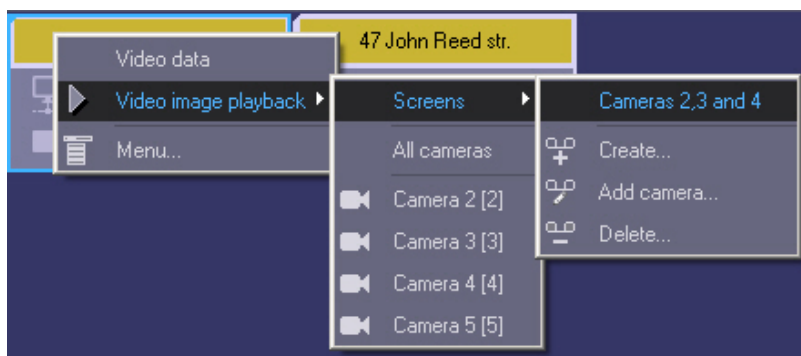 47 John Reed str.
Video data
Video image playback
Menu...
Screens
All cameras
Camera 2 [2]
Camera 3 [3]
Camera 4 [4]
Camera 5 [5]
Cameras 2,3 and 4
Create...
Add camera...
Delete...